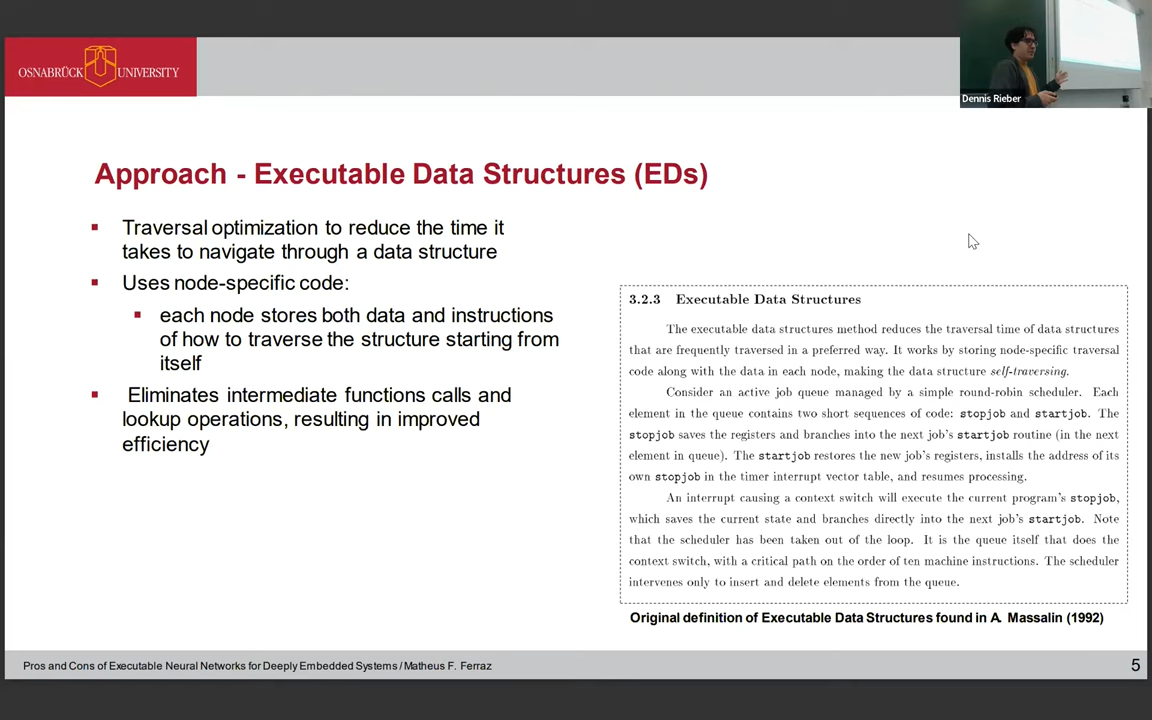 OSNABRÜCK UNIVERSITY
Dennis Rieber
Approach - Executable Data Structures (EDs)
Traversal optimization to reduce the time it
takes to navigate through a data structure
Uses node-specific code:
each node stores both data and instructions
of how to traverse the structure starting from
itself
Eliminates intermediate functions calls and
lookup operations, resulting in improved
efficiency
3.2.3 Executable Data Structures
The executable data structures method reduces the traversal time of data structures
that are frequently traversed in a preferred way. It works by storing node-specific traversal
code along with the data in each node, making the data structure self-traversing.
Consider an active job queue managed by a simple round-robin scheduler. Each
element in the queue contains two short sequences of code: stopjob and startjob. The
stopjob saves the registers and branches into the next job's startjob routine (in the next
element in queue). The startjob restores the new job's registers, installs the address of its
own stopjob in the timer interrupt vector table, and resumes processing.
An interrupt causing a context switch will execute the current program's stopjob,
which saves the current state and branches directly into the next job's startjob. Note
that the scheduler has been taken out of the loop. It is the queue itself that does the
context switch, with a critical path on the order of ten machine instructions. The scheduler
intervenes only to insert and delete elements from the queue.
Original definition of Executable Data Structures found in A. Massalin (1992)
Pros and Cons of Executable Neural Networks for Deeply Embedded Systems / Matheus F. Ferraz
5